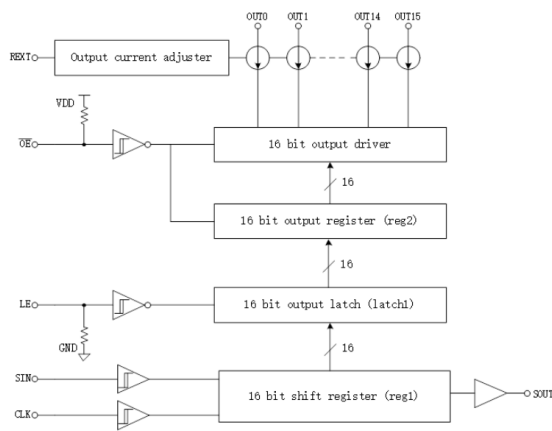 OUT0 OUT1 OUT14 OUT15
REXT Output current adjuster
VDD
OE 16 bit output driver
16
16 bit output register (reg2)
16
LE 16 bit output latch (latch1)
GND
16
SIN
16 bit shift register (reg1) SOUT
CLK